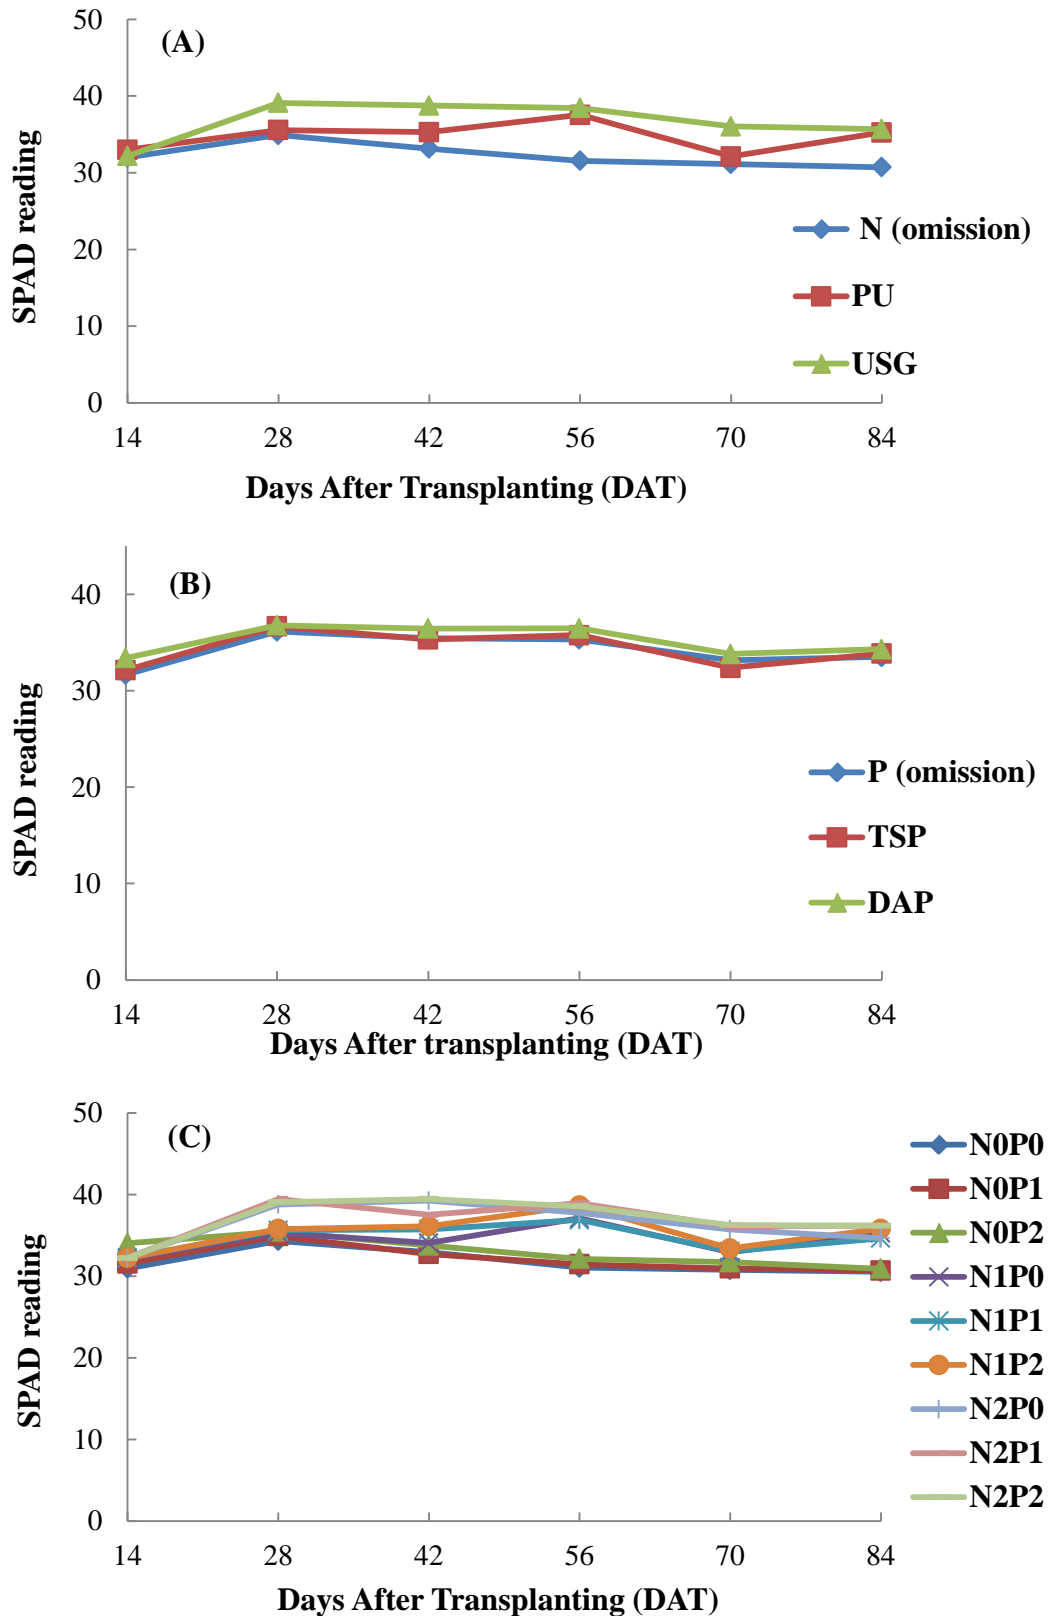 50
(A)
40
30
20
10
0
SPAD reading
N (omission)
PU
USG
14 28 42 56 70 84
Days After Transplanting (DAT)
(B)
40
30
20
10
0
SPAD reading
P (omission)
TSP
DAP
14 28 42 56 70 84
Days After transplanting (DAT)
50
(C)
40
30
20
10
0
SPAD reading
N0P0
N0P1
N0P2
N1P0
N1P1
N1P2
N2P0
N2P1
N2P2
14 28 42 56 70 84
Days After Transplanting (DAT)